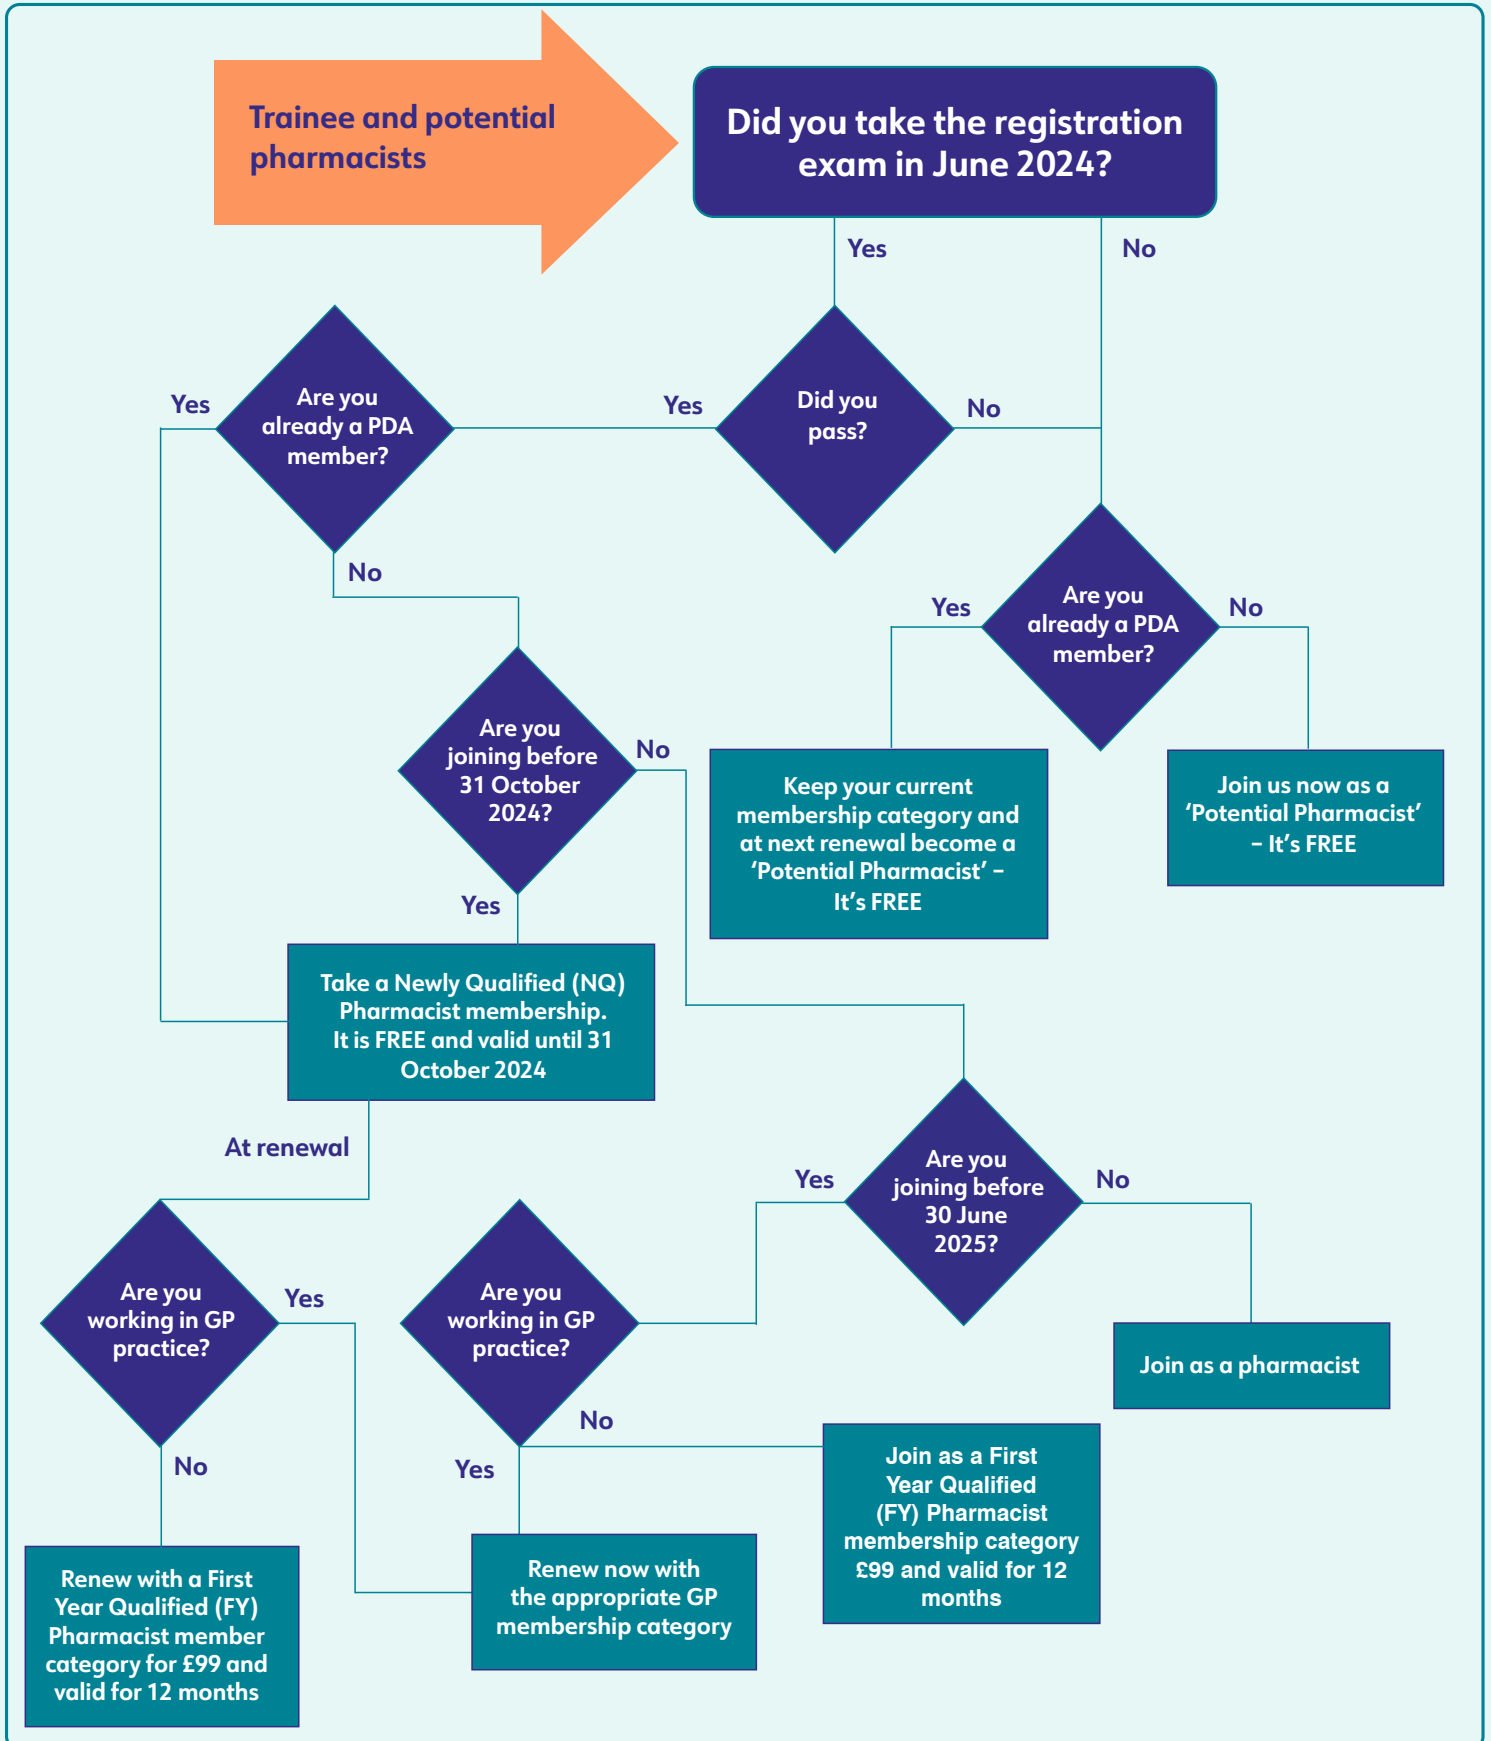 Trainee and potential
pharmacists
Did you take the registration
exam in June 2024?
Yes
No
Are you
already a PDA
member?
Yes
Yes
Did you
pass?
No
No
Are you
already a PDA
member?
Yes
No
Are you
joining before
31 October
2024?
No
Yes
Keep your current
membership category and
at next renewal become a
‘Potential Pharmacist’ –
It’s FREE
Join us now as a
‘Potential Pharmacist’
– It’s FREE
Take a Newly Qualified (NQ)
Pharmacist membership.
It is FREE and valid until 31
October 2024
At renewal
Are you
joining before
30 June
2025?
Yes
No
Are you
working in GP
practice?
Yes
No
Are you
working in GP
practice?
No
Yes
Join as a pharmacist
Join as a First
Year Qualified
(FY) Pharmacist
membership category
£99 and valid for 12
months
Renew with a First
Year Qualified (FY)
Pharmacist member
category for £99 and
valid for 12 months
Renew now with
the appropriate GP
membership category